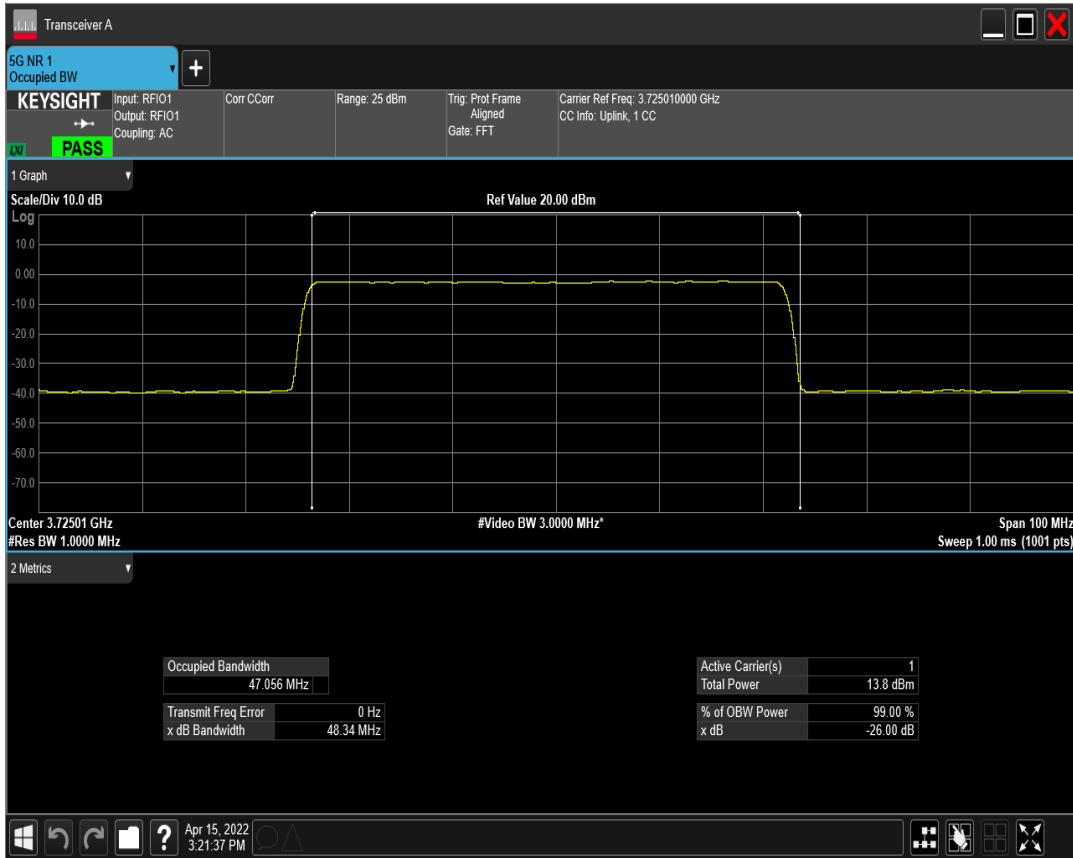 Transceiver A
5G NR 1
Occupied BW
KEYSIGHT
LXI
PASS
Input: RFIO1
Output: RFIO1
Coupling: AC
Corr CCorr
Range: 25 dBm
Trig: Prot Frame
Aligned
Gate: FFT
Carrier Ref Freq: 3.725010000 GHz
CC Info: Uplink, 1 CC
1 Graph
Scale/Div 10.0 dB
Ref Value 20.00 dBm
Log
10.0
0.00
-10.0
-20.0
-30.0
-40.0
-50.0
-60.0
-70.0
Center 3.72501 GHz
#Video BW 3.0000 MHz*
Span 100 MHz
#Res BW 1.0000 MHz
Sweep 1.00 ms (1001 pts)
2 Metrics
Occupied Bandwidth
47.056 MHz
Transmit Freq Error 0 Hz
x dB Bandwidth 48.34 MHz
Active Carrier(s) 1
Total Power 13.8 dBm
% of OBW Power 99.00 %
x dB -26.00 dB
?
Apr 15, 2022
3:21:37 PM